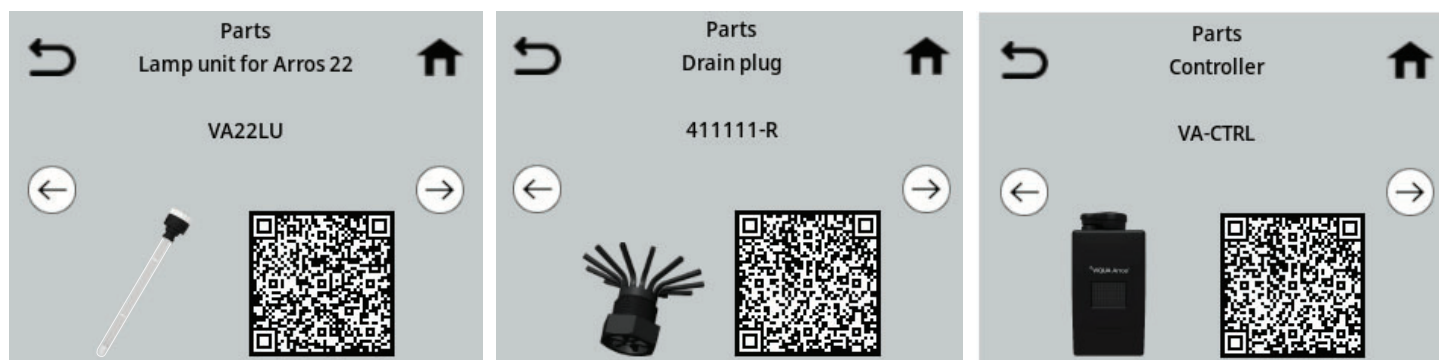 Parts
Lamp unit for Arros 22
VA22LU
Parts
Drain plug
411111-R
Parts
Controller
VA-CTRL
VIQUA Arros